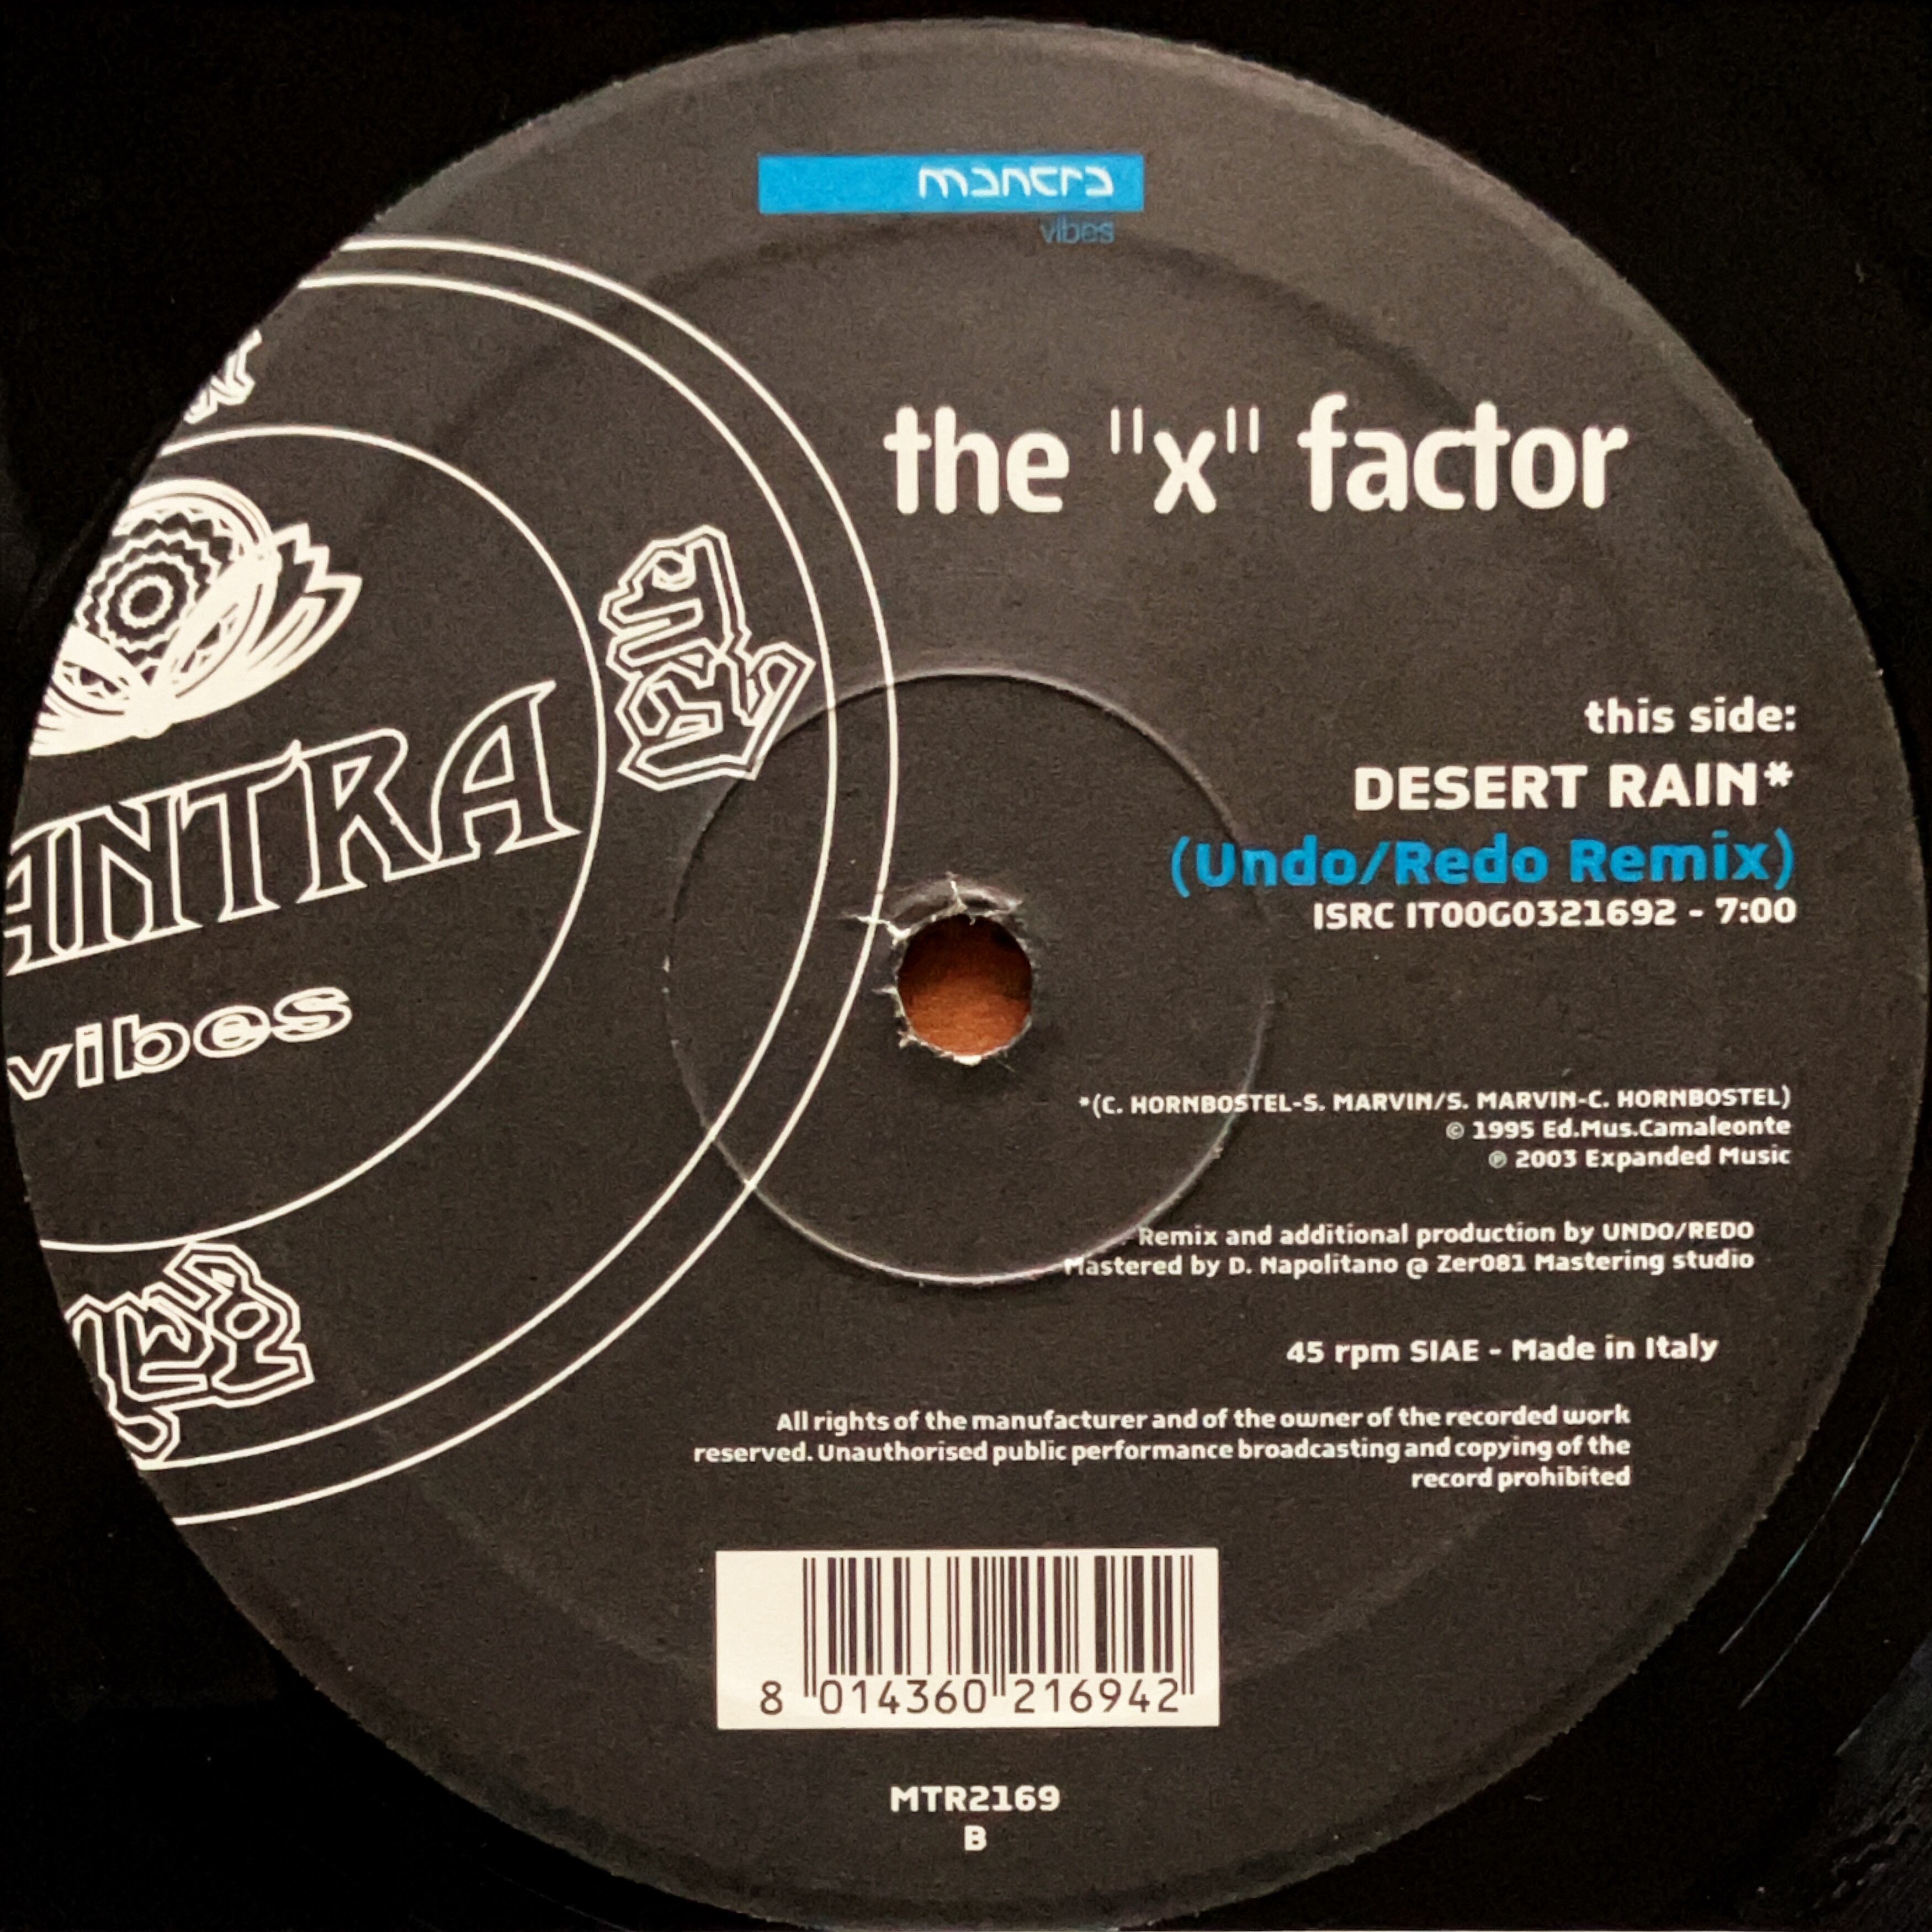 mantra
vibes
the "x" factor
ANTRA
vibes
this side:
DESERT RAIN*
(Undo/Redo Remix)
ISRC IT00G0321692 - 7:00
*(C. HORNBOSTEL-S. MARVIN/S. MARVIN-C. HORNBOSTEL)
© 1995 Ed.Mus.Camaleonte
℗ 2003 Expanded Music
Remix and additional production by UNDO/REDO
Mastered by D. Napolitano @ Zer081 Mastering studio
45 rpm SIAE - Made in Italy
All rights of the manufacturer and of the owner of the recorded work
reserved. Unauthorised public performance broadcasting and copying of the
record prohibited
8 014360 216942
MTR2169
B